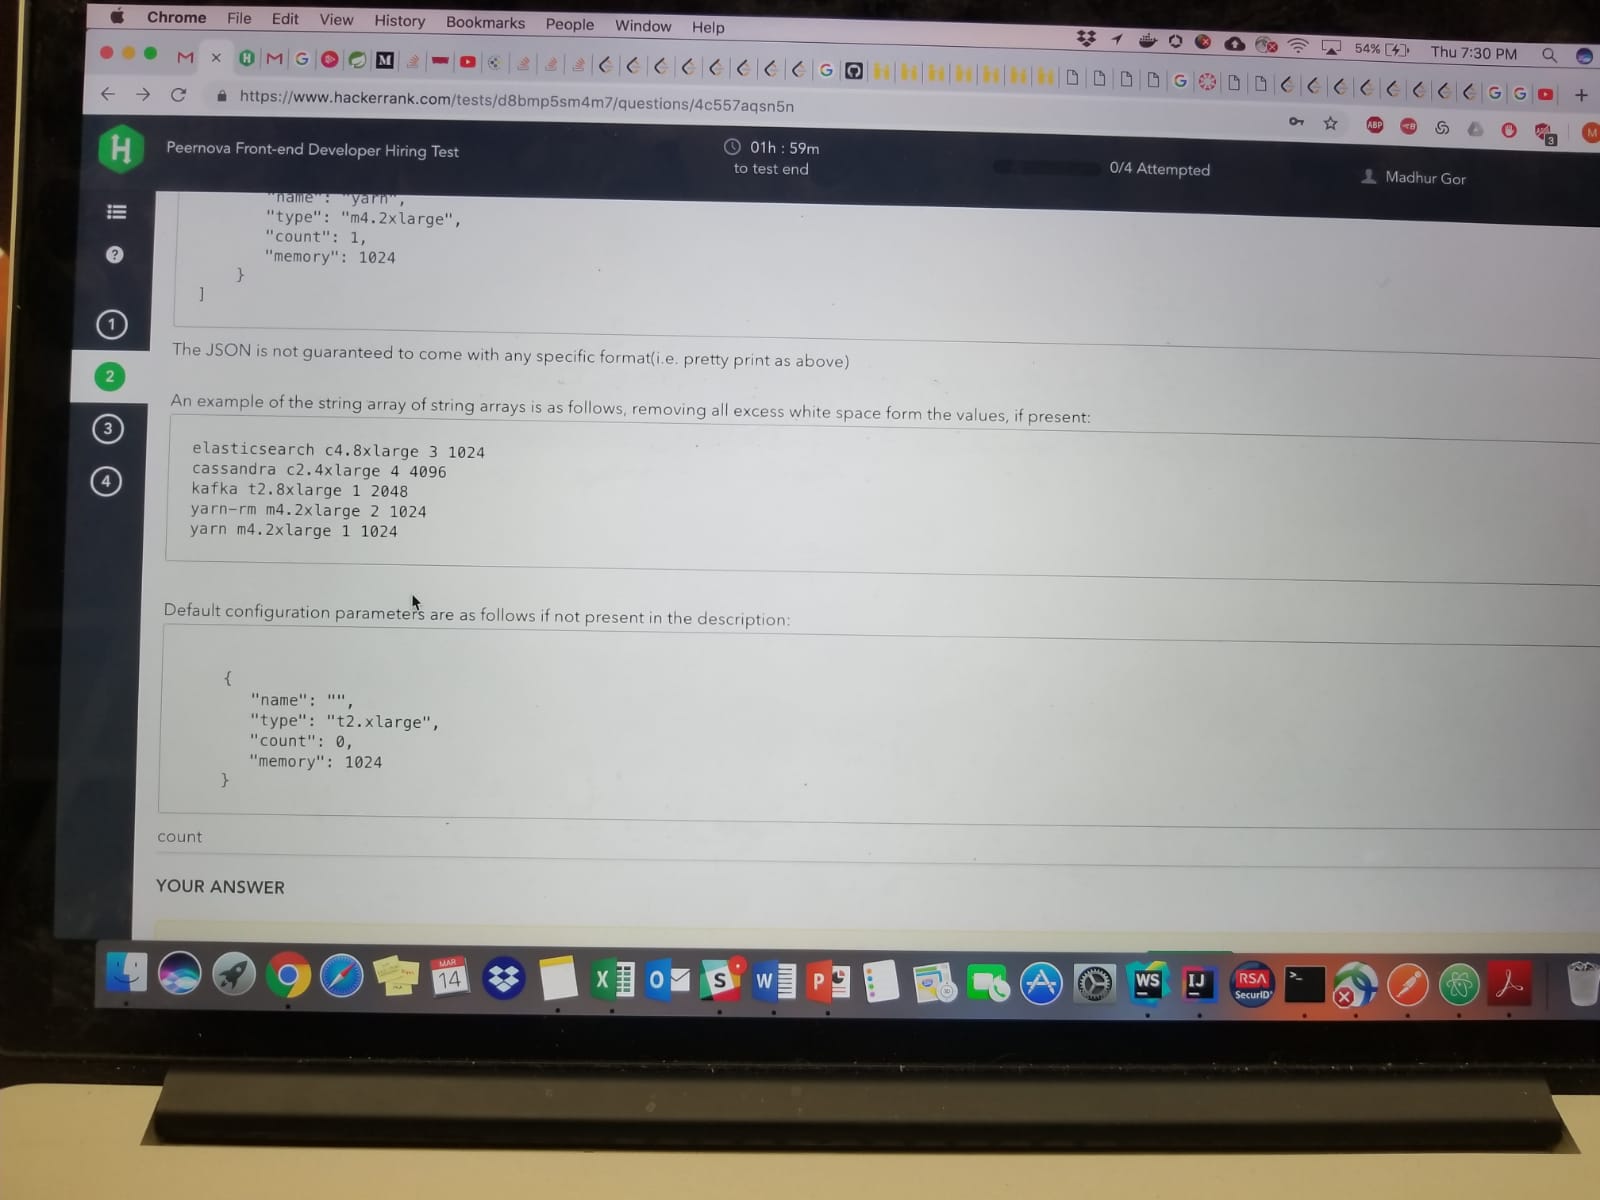 Chrome File Edit View History Bookmarks People Window Help
54% Thu 7:30 PM
https://www.hackerrank.com/tests/d8bmp5sm4m7/questions/4c557aqsn5n
ABP
3
M
H
Peernova Front-end Developer Hiring Test
01h : 59m
to test end
0/4 Attempted
Madhur Gor
"name": "yarn",
"type": "m4.2xlarge",
"count": 1,
"memory": 1024
}
]
1
2
3
4
The JSON is not guaranteed to come with any specific format(i.e. pretty print as above)
An example of the string array of string arrays is as follows, removing all excess white space form the values, if present:
elasticsearch c4.8xlarge 3 1024
cassandra c2.4xlarge 4 4096
kafka t2.8xlarge 1 2048
yarn-rm m4.2xlarge 2 1024
yarn m4.2xlarge 1 1024
Default configuration parameters are as follows if not present in the description:
{
"name": "",
"type": "t2.xlarge",
"count": 0,
"memory": 1024
}
count
YOUR ANSWER
MAR
14
X
O
S
W
P
WS
IJ
RSA
SecurID